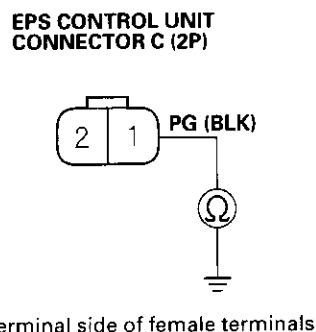 EPS CONTROL UNIT
CONNECTOR C (2P)
2 1 PG (BLK)
Ω
erminal side of female terminals